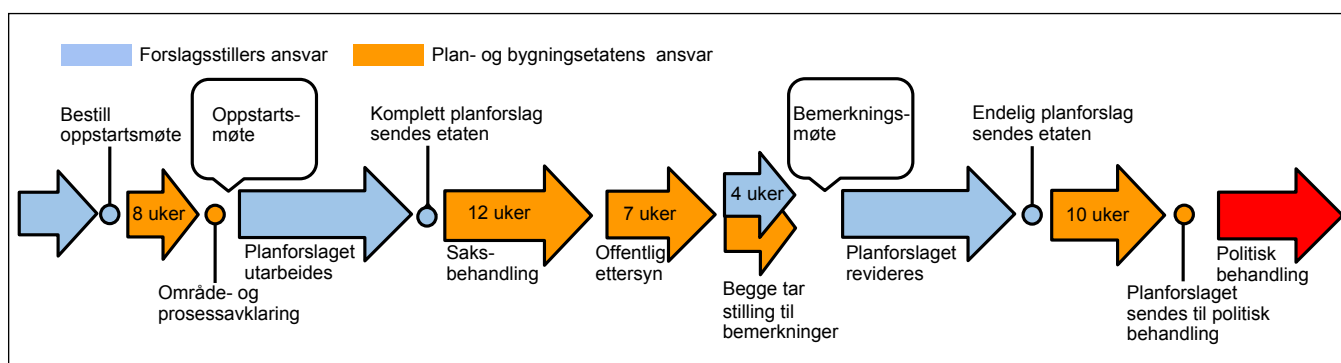 Forslagsstillers ansvar
Plan- og bygningsetatens ansvar
Bestill
oppstartsmøte
Oppstarts-
møte
Komplett planforslag
sendes etaten
Bemerknings-
møte
Endelig planforslag
sendes etaten
8 uker
12 uker
7 uker
4 uker
10 uker
Område- og
prosessavklaring
Planforslaget
utarbeides
Saks-
behandling
Offentlig
ettersyn
Begge tar
stilling til
bemerkninger
Planforslaget
revideres
Planforslaget
sendes til politisk
behandling
Politisk
behandling